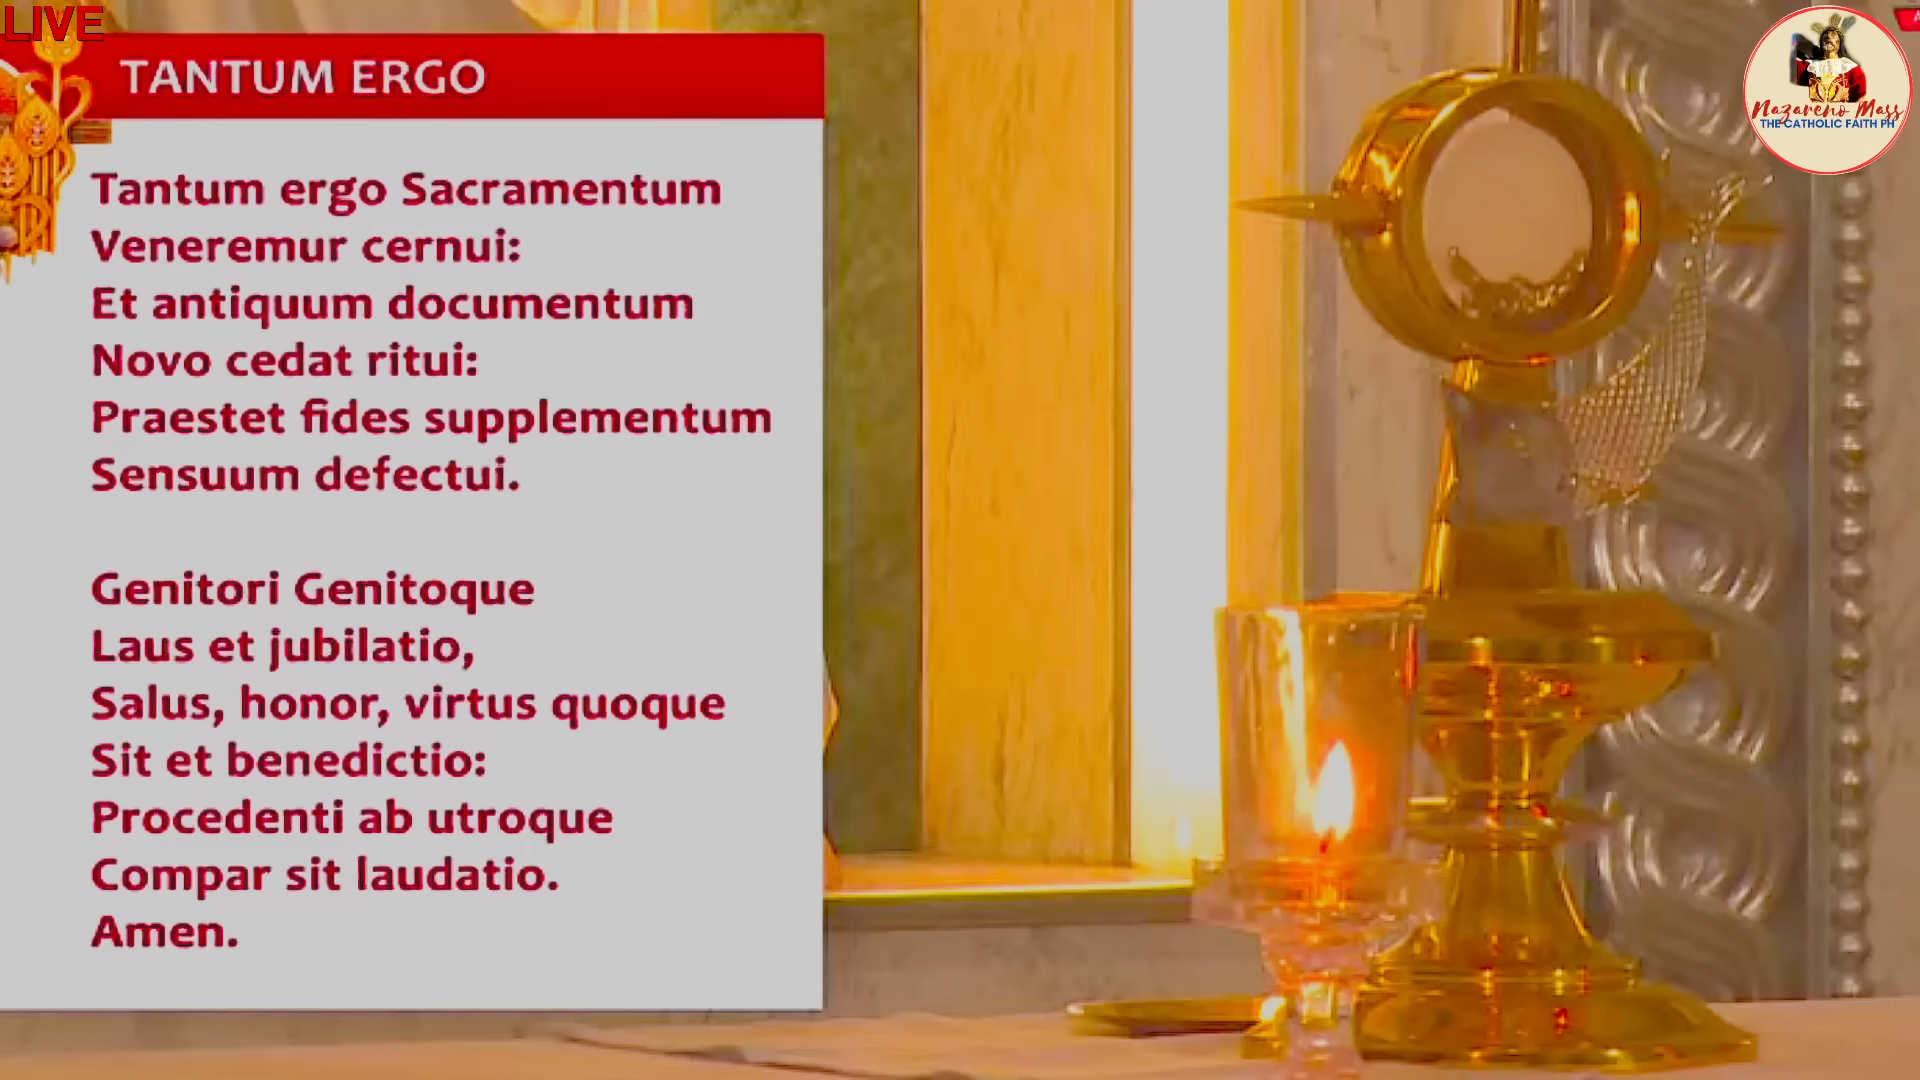 LIVE
TANTUM ERGO
Tantum ergo Sacramentum
Veneremur cernui:
Et antiquum documentum
Novo cedat ritui:
Praestet fides supplementum
Sensuum defectui.
Genitori Genitoque
Laus et jubilatio,
Salus, honor, virtus quoque
Sit et benedictio:
Procedenti ab utroque
Compar sit laudatio.
Amen.
Nazareno Mass
THE CATHOLIC FAITH PH